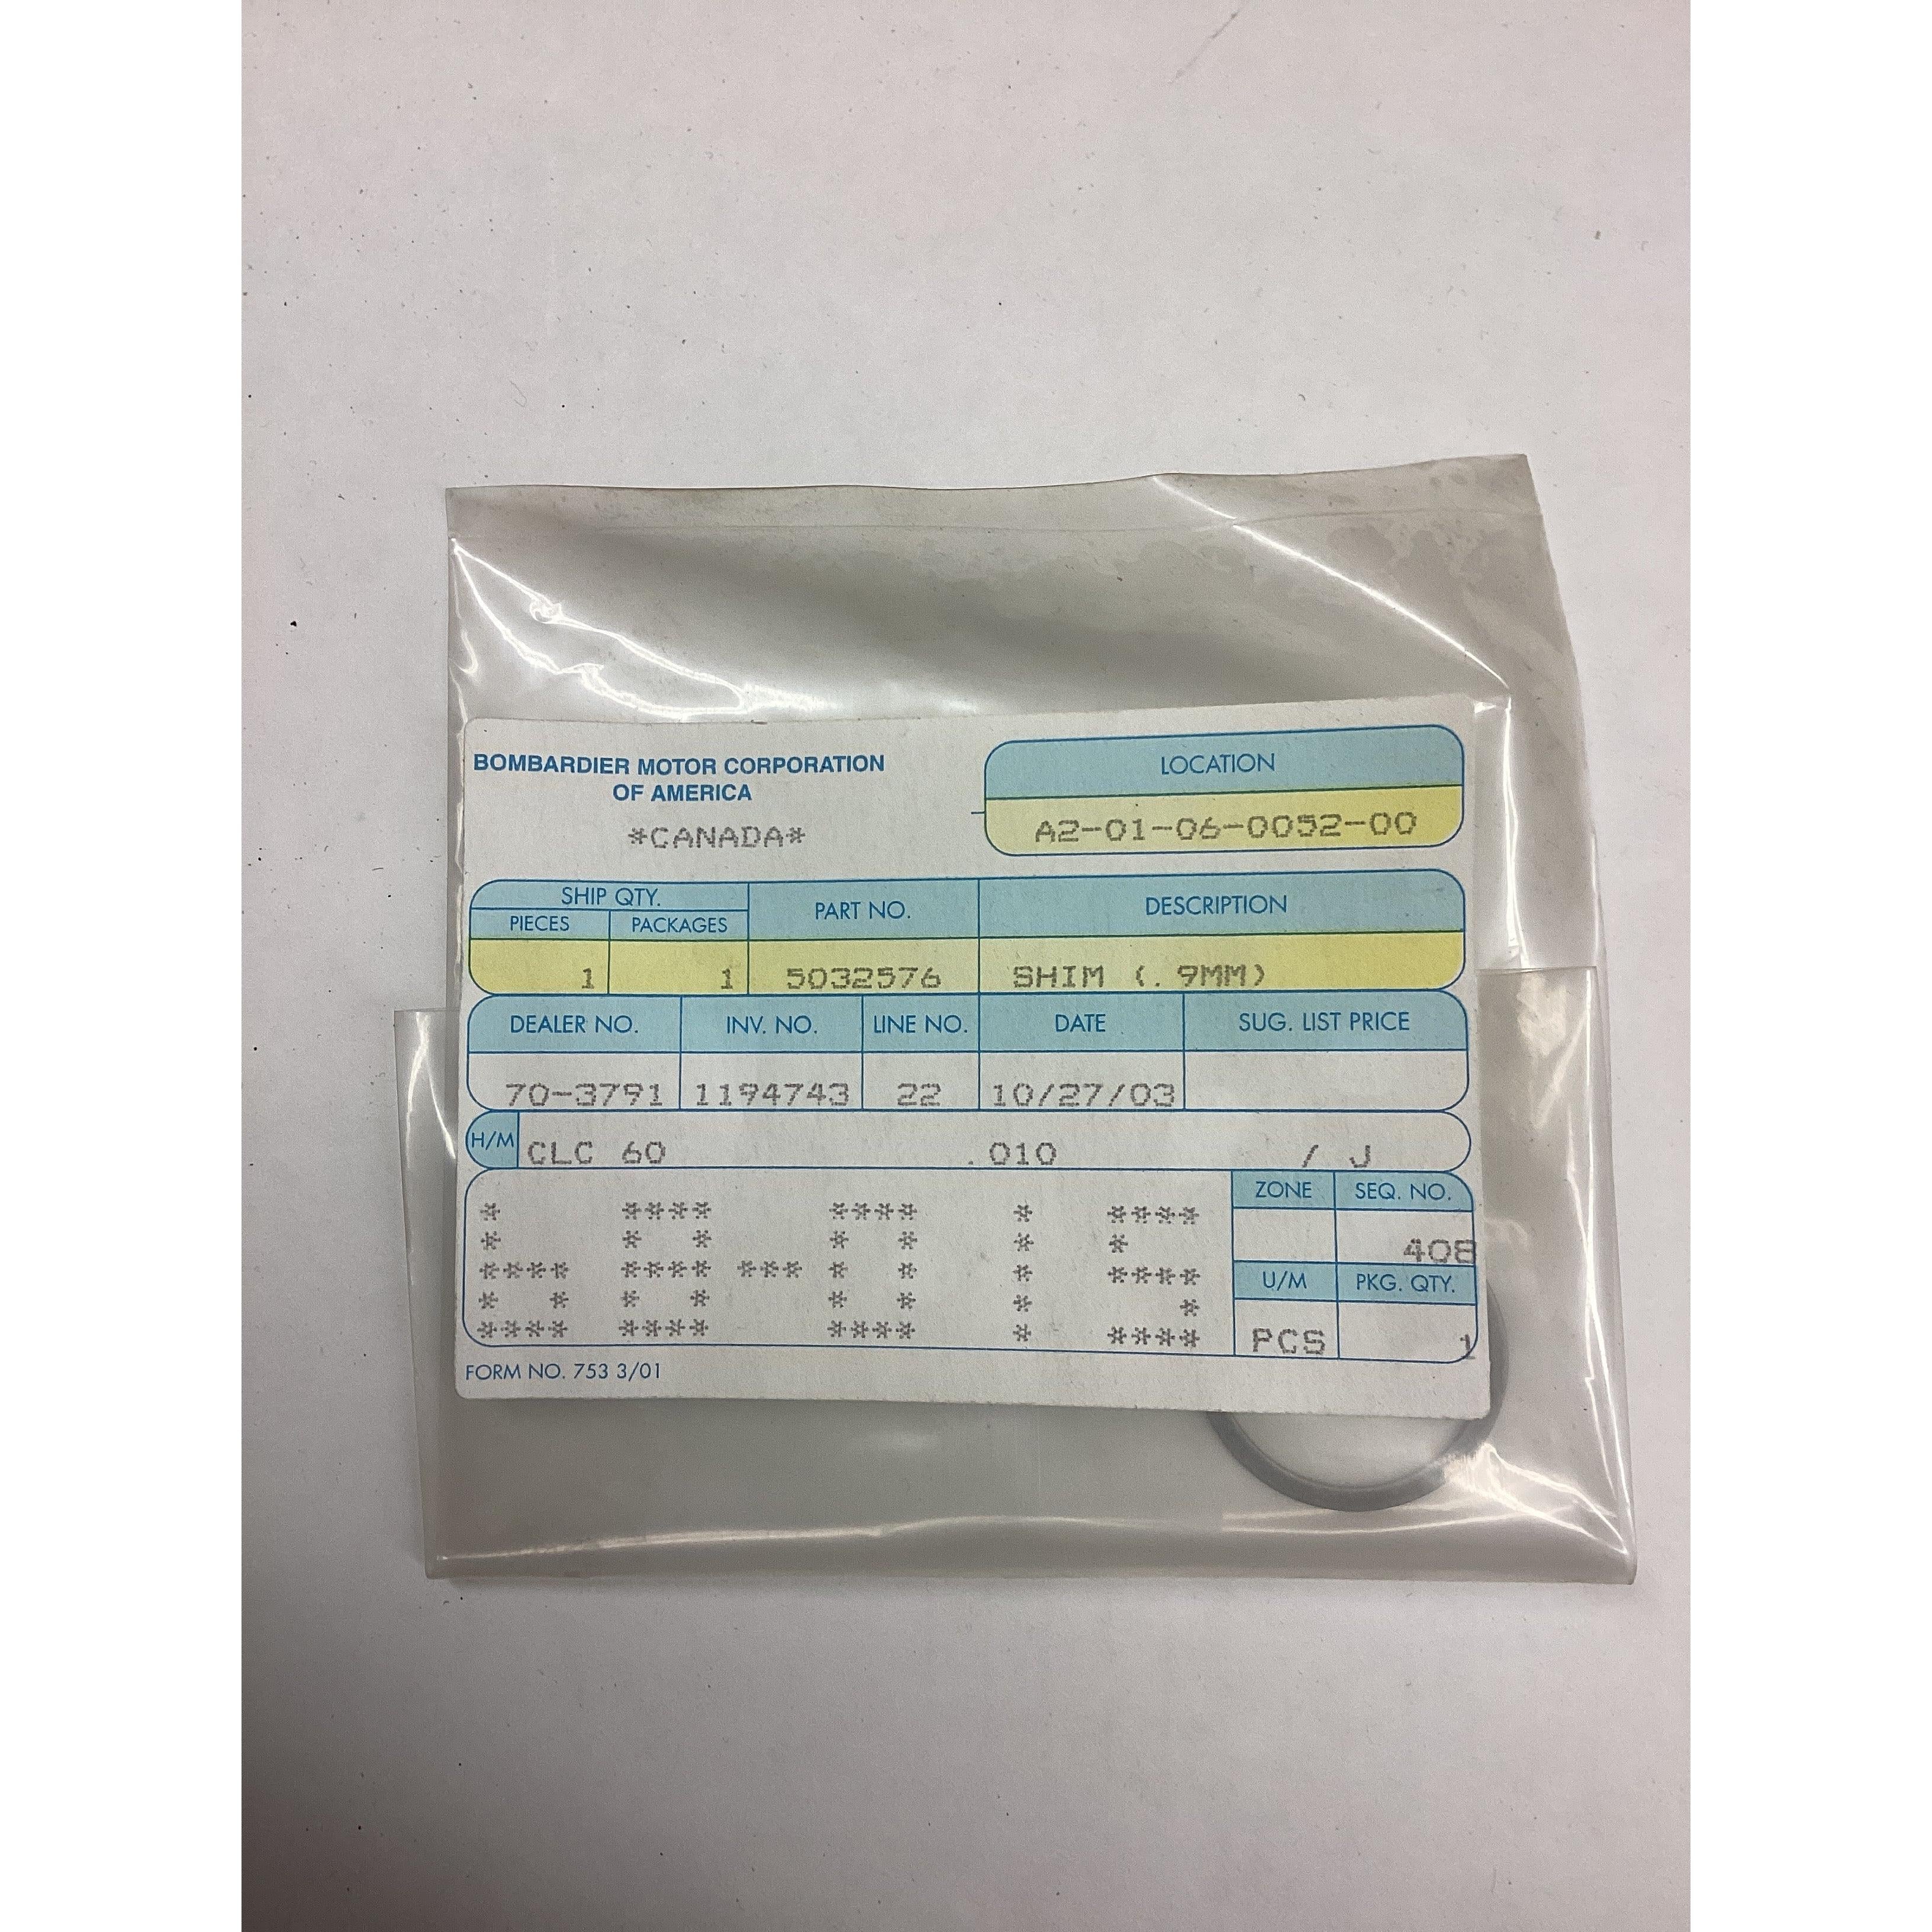 BOMBARDIER MOTOR CORPORATION
OF AMERICA
*CANADA*
LOCATION
A2-01-06-0052-00
SHIP QTY.
PIECES PACKAGES PART NO. DESCRIPTION
1 1 5032576 SHIM (.9MM)
DEALER NO. INV. NO. LINE NO. DATE SUG. LIST PRICE
70-3791 1194743 22 10/27/03
H/M CLC 60 .010 / J
68-015
ZONE SEQ. NO.
408
U/M PKG. QTY.
PCS 1
FORM NO. 753 3/01